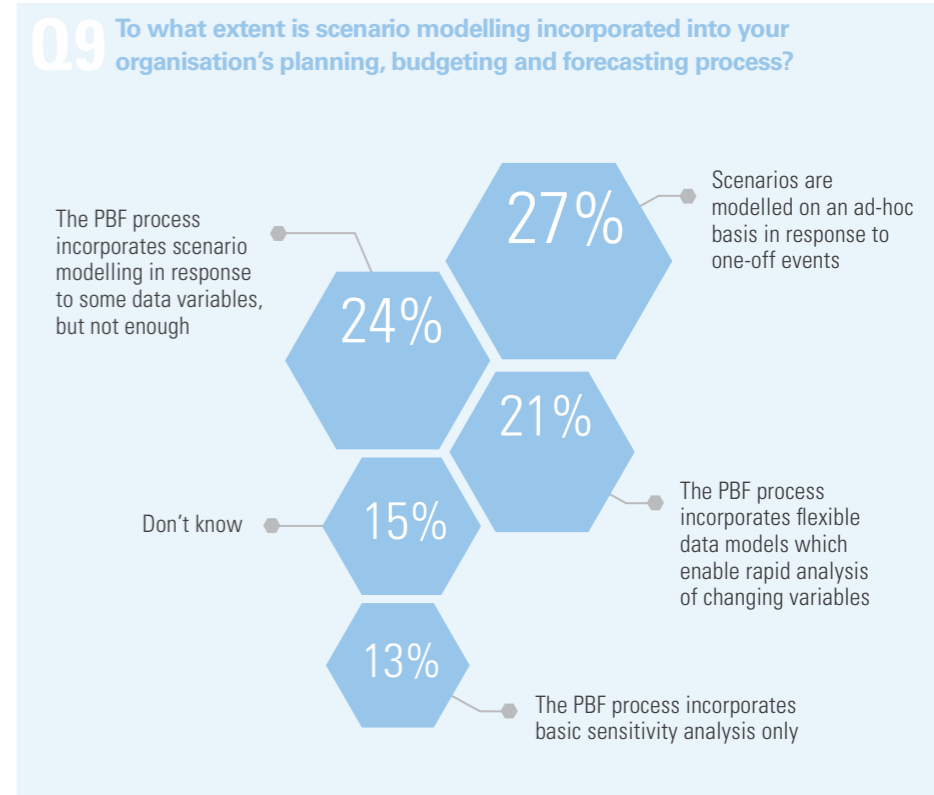 Q9 To what extent is scenario modelling incorporated into your
organisation's planning, budgeting and forecasting process?
27%
Scenarios are
modelled on an ad-hoc
basis in response to
one-off events
The PBF process
incorporates scenario
modelling in response
to some data variables,
but not enough
24%
21%
The PBF process
incorporates flexible
data models which
enable rapid analysis
of changing variables
Don't know
15%
13%
The PBF process incorporates
basic sensitivity analysis only